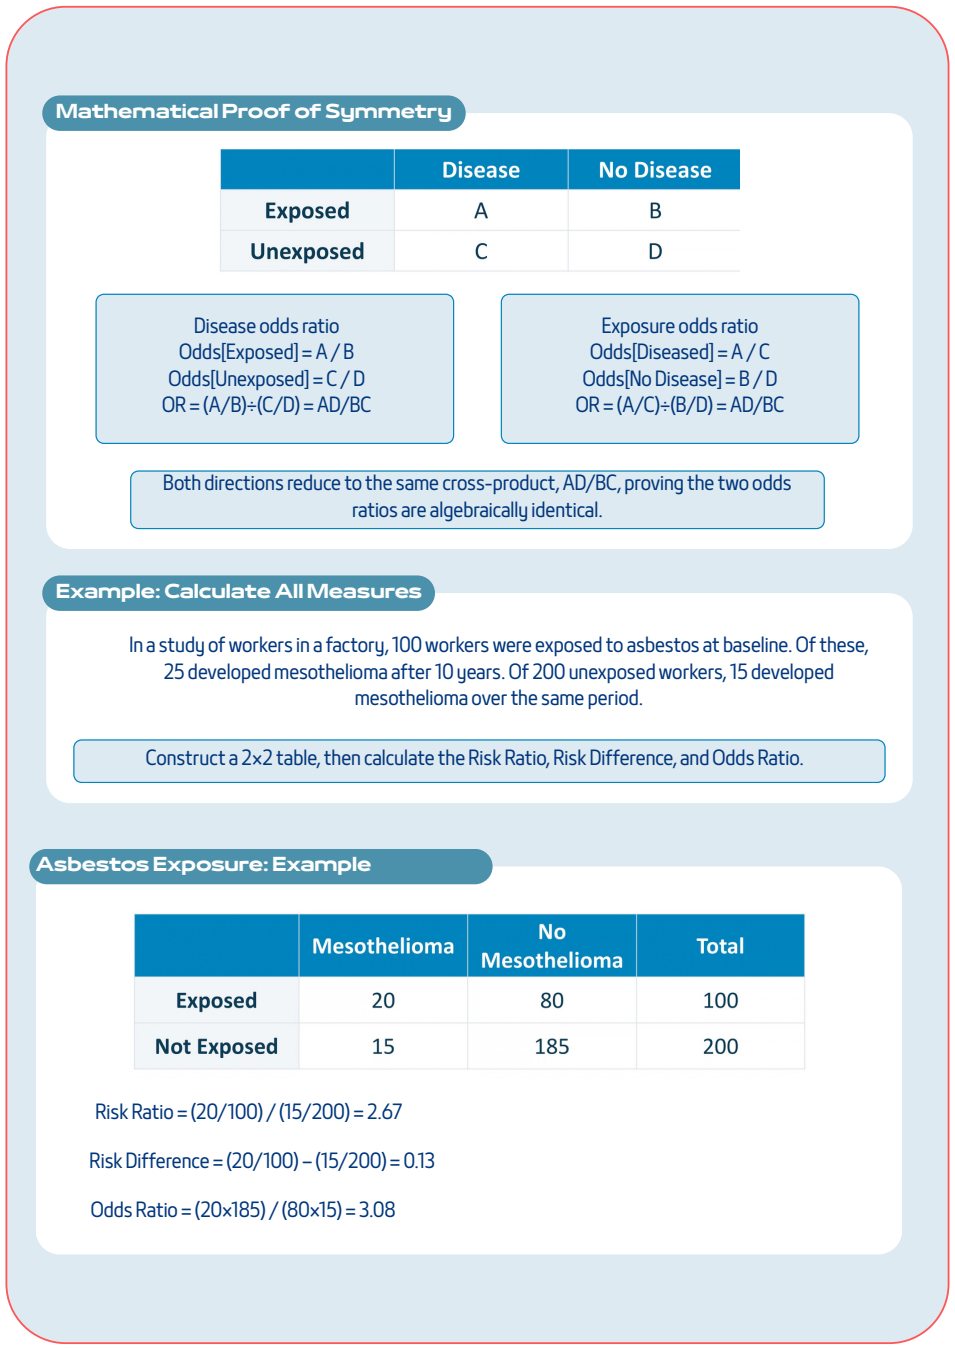 Mathematical Proof of Symmetry
Disease No Disease
Exposed A B
Unexposed C D
Disease odds ratio
Odds[Exposed] = A / B
Odds[Unexposed] = C / D
OR = (A/B)÷(C/D) = AD/BC
Exposure odds ratio
Odds[Diseased] = A / C
Odds[No Disease] = B / D
OR = (A/C)÷(B/D) = AD/BC
Both directions reduce to the same cross-product, AD/BC, proving the two odds
ratios are algebraically identical.
Example: Calculate All Measures
In a study of workers in a factory, 100 workers were exposed to asbestos at baseline. Of these,
25 developed mesothelioma after 10 years. Of 200 unexposed workers, 15 developed
mesothelioma over the same period.
Construct a 2×2 table, then calculate the Risk Ratio, Risk Difference, and Odds Ratio.
Asbestos Exposure: Example
Mesothelioma No Mesothelioma Total
Exposed 20 80 100
Not Exposed 15 185 200
Risk Ratio = (20/100) / (15/200) = 2.67
Risk Difference = (20/100) – (15/200) = 0.13
Odds Ratio = (20×185) / (80×15) = 3.08